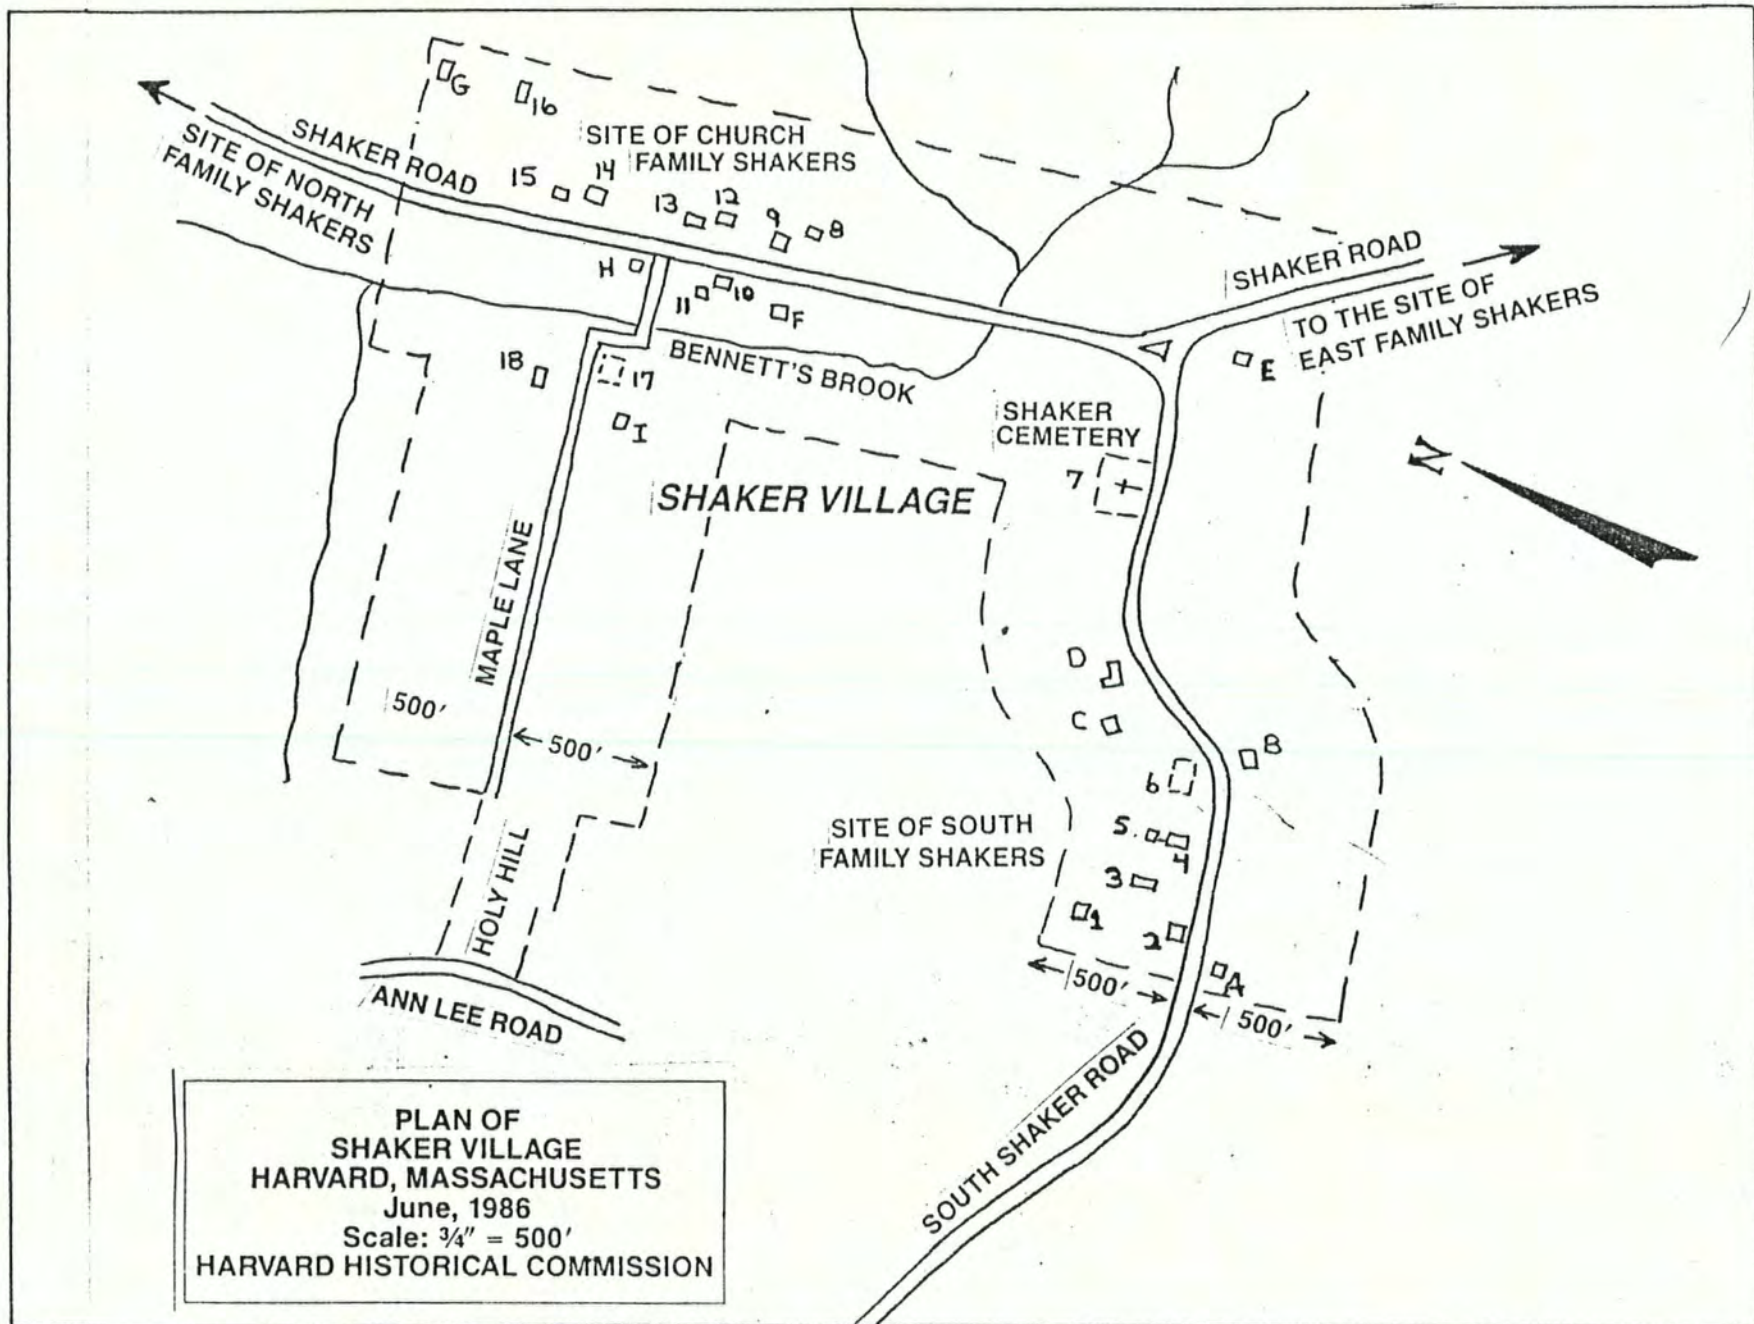 G
16
SHAKER ROAD
SITE OF NORTH
FAMILY SHAKERS
SITE OF CHURCH
FAMILY SHAKERS
15
14
13
12
9
8
H
11
10
F
BENNETT'S BROOK
SHAKER ROAD
TO THE SITE OF
EAST FAMILY SHAKERS
E
18
17
I
SHAKER
CEMETERY
7
N
SHAKER VILLAGE
MAPLE LANE
500'
500'
D
C
B
6
5.
3
1
2
A
SITE OF SOUTH
FAMILY SHAKERS
500'
500'
HOLY HILL
ANN LEE ROAD
SOUTH SHAKER ROAD
PLAN OF
SHAKER VILLAGE
HARVARD, MASSACHUSETTS
June, 1986
Scale: ¾" = 500'
HARVARD HISTORICAL COMMISSION